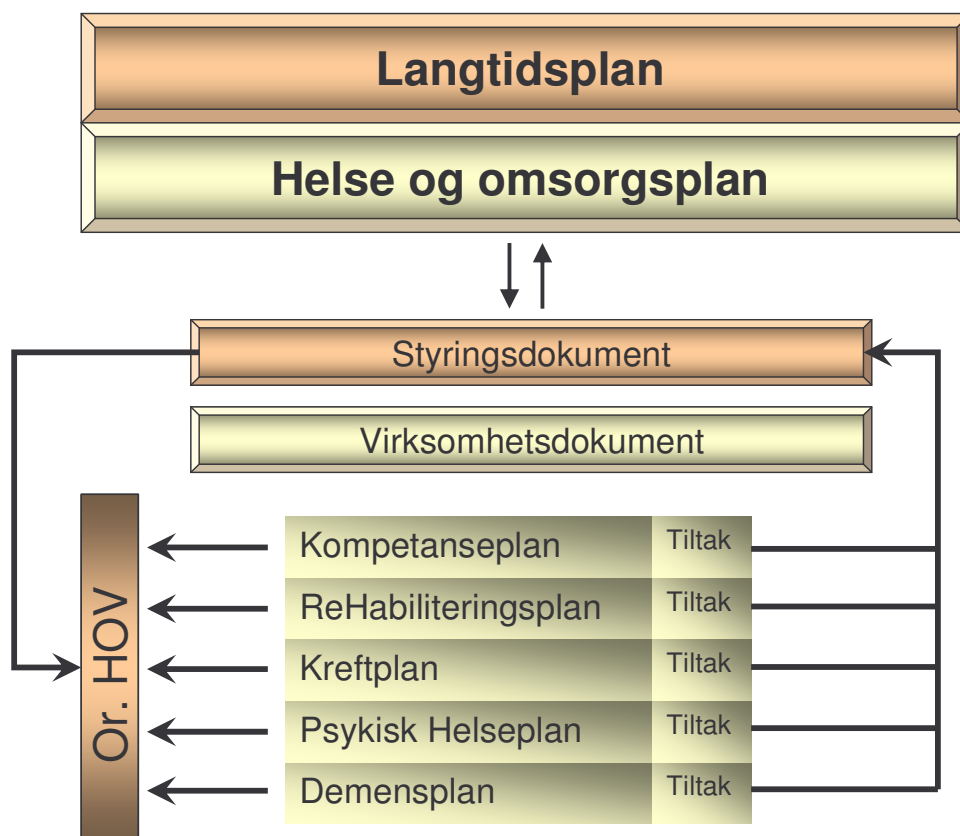 Langtidsplan
Helse og omsorgsplan
Styringsdokument
Virksomhetsdokument
Or. HOV
Kompetanseplan Tiltak
ReHabiliteringsplan Tiltak
Kreftplan Tiltak
Psykisk Helseplan Tiltak
Demensplan Tiltak